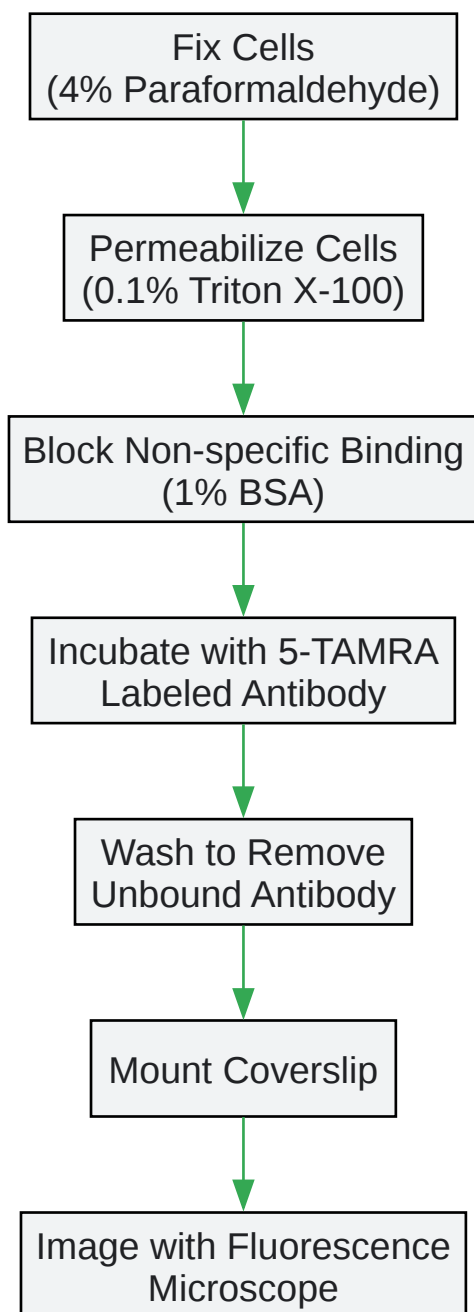 Fix Cells
(4% Paraformaldehyde)
Permeabilize Cells
(0.1% Triton X-100)
Block Non-specific Binding
(1% BSA)
Incubate with 5-TAMRA
Labeled Antibody
Wash to Remove
Unbound Antibody
Mount Coverslip
Image with Fluorescence
Microscope